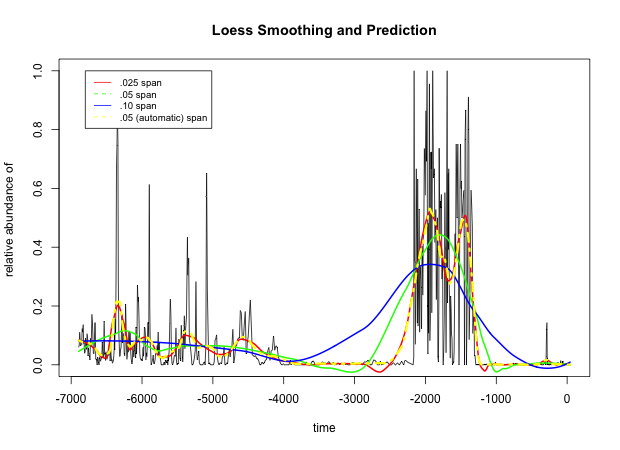 Loess Smoothing and Prediction
.025 span
.05 span
.10 span
.05 (automatic) span
relative abundance of
1.0
0.8
0.6
0.4
0.2
0.0
-7000 -6000 -5000 -4000 -3000 -2000 -1000 0
time